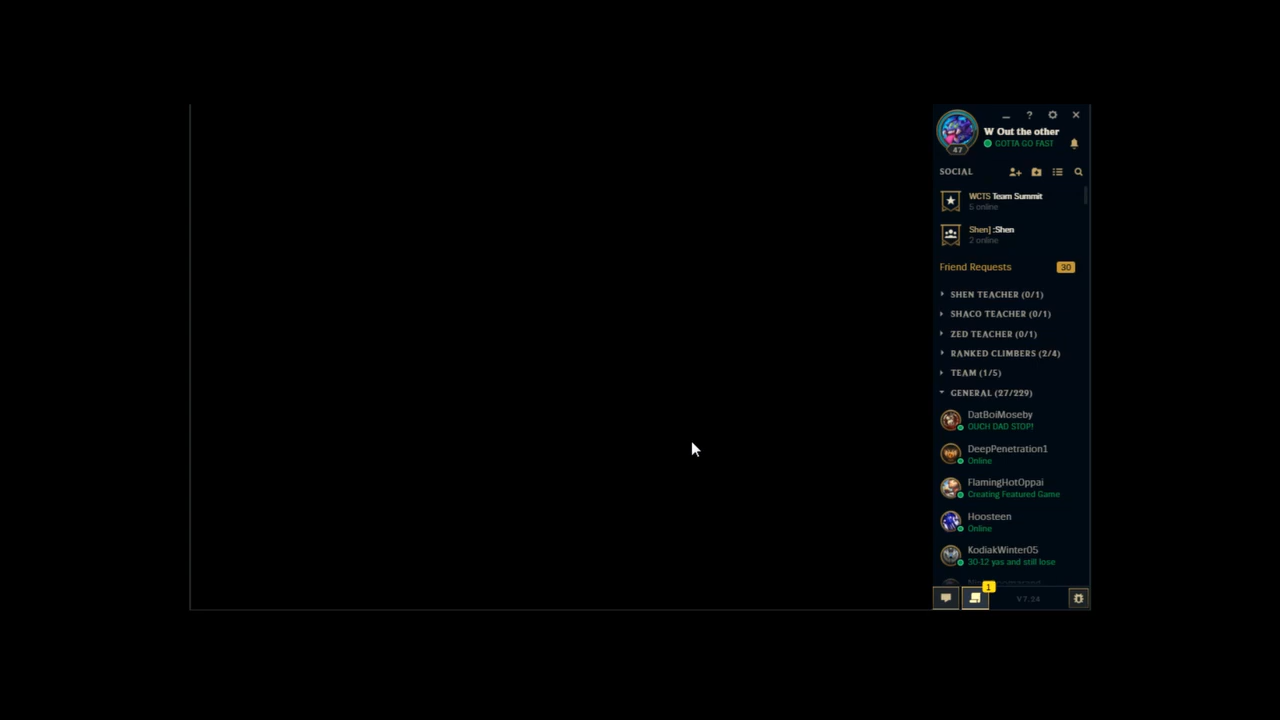 W Out the other
47
GOTTA GO FAST
SOCIAL
WCTS Team Summit
5 online
Shen] :Shen
2 online
Friend Requests 30
SHEN TEACHER (0/1)
SHACO TEACHER (0/1)
ZED TEACHER (0/1)
RANKED CLIMBERS (2/4)
TEAM (1/5)
GENERAL (27/229)
DatBoiMoseby
OUCH DAD STOP!
DeepPenetration1
Online
FlamingHotOppai
Creating Featured Game
Hoosteen
Online
KodiakWinter05
30-12 yas and still lose
1
V7.24